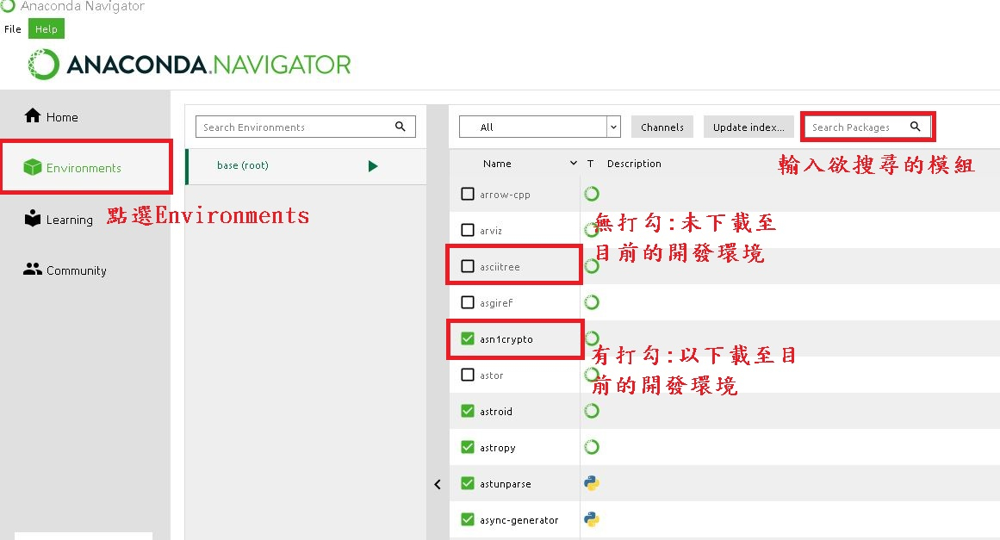 Anaconda Navigator
File Help
ANACONDA.NAVIGATOR
Home
Environments
點選Environments
Learning
Community
Search Environments
base (root)
All
Channels
Update index...
Search Packages
輸入欲搜尋的模組
Name T Description
arrow-cpp
arviz
無打勾:未下載至
目前的開發環境
asciitree
asgiref
asn1crypto
有打勾:以下載至目
前的開發環境
astor
astroid
astropy
astunparse
async-generator